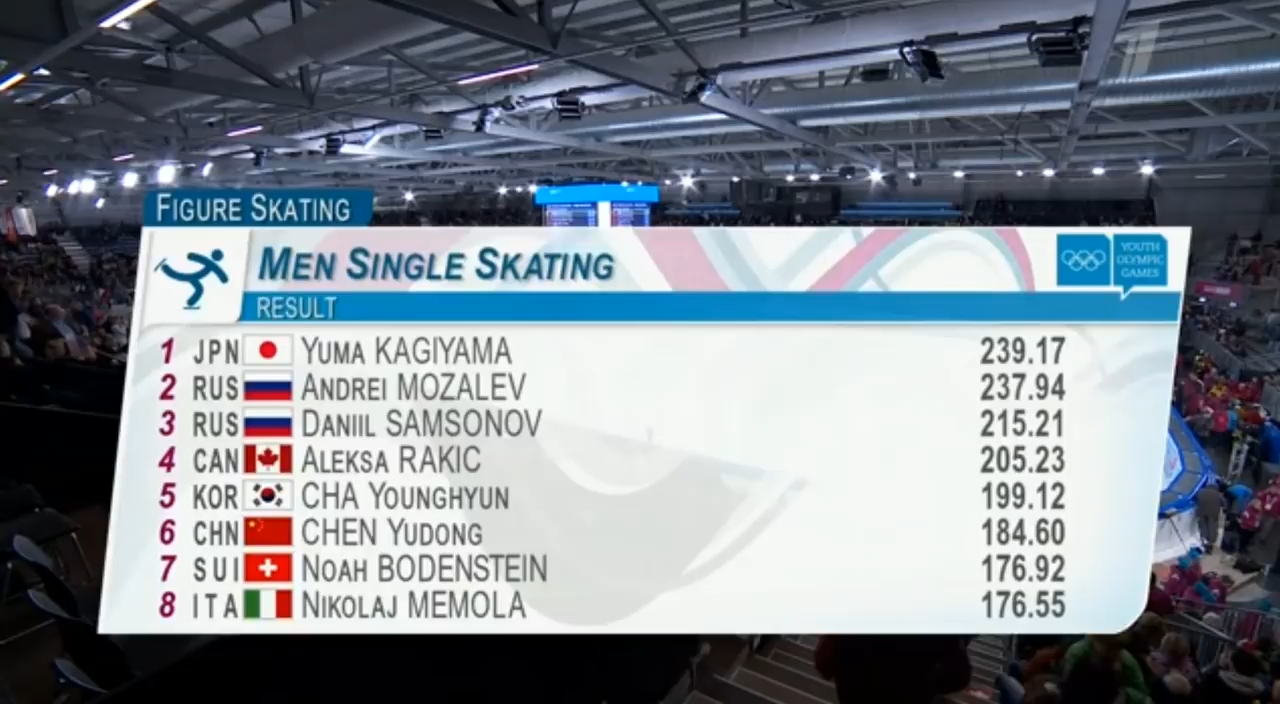 FIGURE SKATING
MEN SINGLE SKATING
YOUTH
OLYMPIC
GAMES
RESULT
1 JPN YUMA KAGIYAMA 239.17
2 RUS ANDREI MOZALEV 237.94
3 RUS DANIIL SAMSONOV 215.21
4 CAN ALEKSA RAKIC 205.23
5 KOR CHA YOUNGHYUN 199.12
6 CHN CHEN YUDONG 184.60
7 SUI NOAH BODENSTEIN 176.92
8 ITA NIKOLAJ MEMOLA 176.55